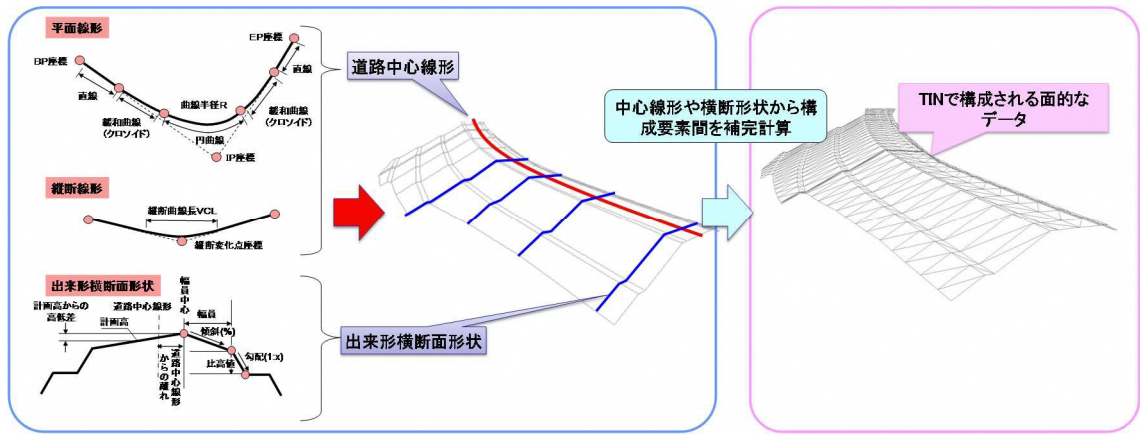 平面線形
BP座標
EP座標
直線
直線
曲線半径R
緩和曲線
(クロソイド)
緩和曲線
(クロソイド)
円曲線
IP座標
縦断線形
縦断曲線長VCL
縦断変化点座標
出来形横断面形状
計画高からの
高低差
道路中心線形
幅員中心
幅員
計画高
傾斜(%)
勾配(1:x)
比高値
道路中心線形
からの離れ
道路中心線形
出来形横断面形状
中心線形や横断形状から構
成要素間を補完計算
TINで構成される面的な
データ